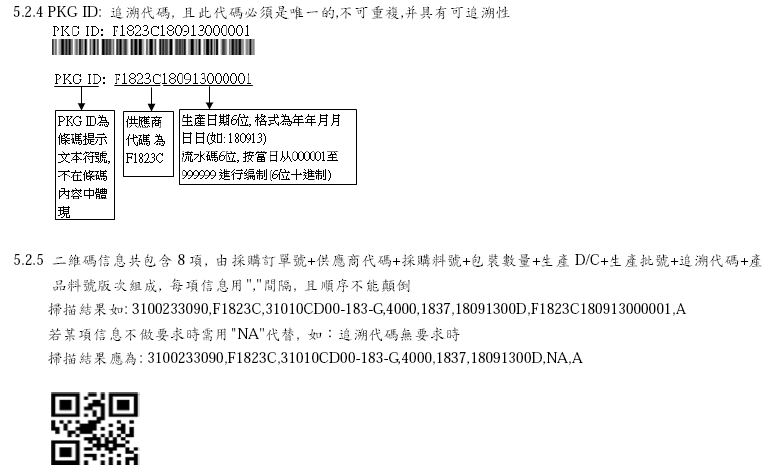 5.2.4 PKG ID: 追溯代碼, 且此代碼必須是唯一的,不可重複,并具有可追溯性
PKG ID: F1823C180913000001
PKG ID: F1823C180913000001
PKG ID為
條碼提示
文本符號,
不在條碼
內容中體
現
供應商
代碼 為
F1823C
生產日期6位, 格式為年年月月
日日(如: 180913)
流水碼6位, 按當日从000001至
999999 進行编制(6位十進制)
5.2.5 二維碼信息共包含 8 項, 由採購訂單號+供應商代碼+採購料號+包裝數量+生產 D/C+生產批號+追溯代碼+產
品料號版次組成, 每項信息用","間隔, 且順序不能顛倒
掃描結果如: 3100233090,F1823C,31010CD00-183-G,4000,1837,18091300D,F1823C180913000001,A
若某項信息不做要求時需用"NA"代替, 如：追溯代碼無要求時
掃描結果應為: 3100233090,F1823C,31010CD00-183-G,4000,1837,18091300D,NA,A